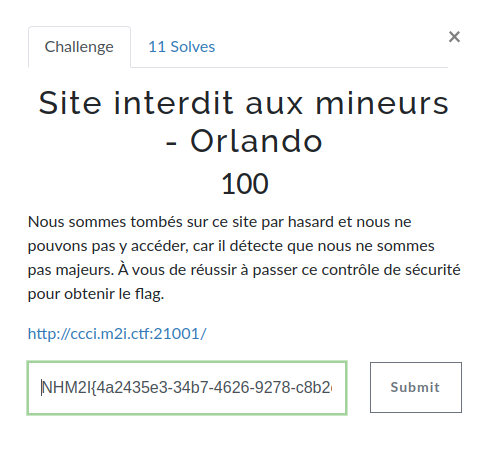 Challenge
11 Solves
×
Site interdit aux mineurs
- Orlando
100
Nous sommes tombés sur ce site par hasard et nous ne
pouvons pas y accéder, car il détecte que nous ne sommes
pas majeurs. À vous de réussir à passer ce contrôle de sécurité
pour obtenir le flag.
http://ccci.m2i.ctf:21001/
NHM2I{4a2435e3-34b7-4626-9278-c8b2
Submit